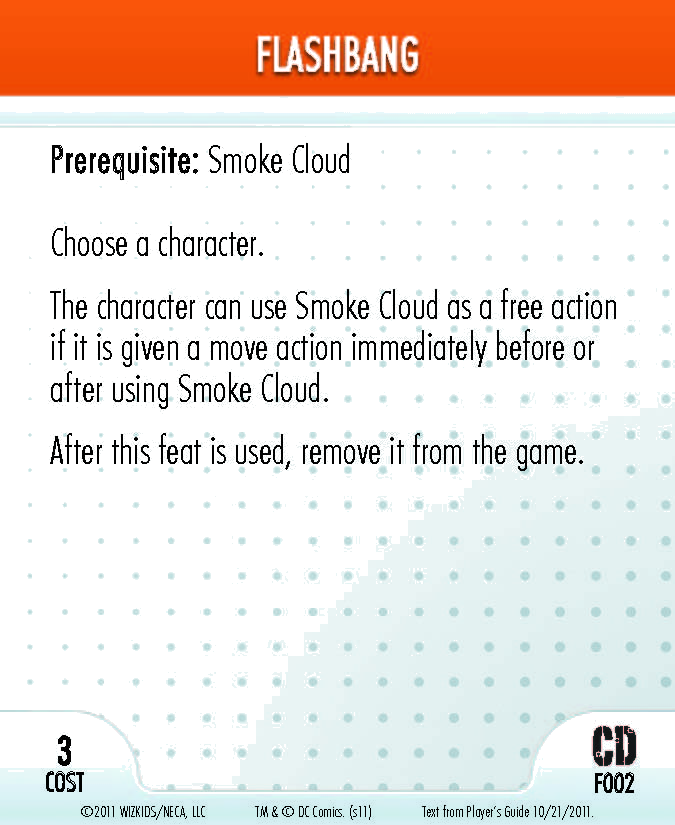 FLASHBANG
Prerequisite: Smoke Cloud
Choose a character.
The character can use Smoke Cloud as a free action
if it is given a move action immediately before or
after using Smoke Cloud.
After this feat is used, remove it from the game.
3
COST
CD
F002
©2011 WIZKIDS/NECA, LLC TM & © DC Comics. (s11) Text from Player's Guide 10/21/2011.